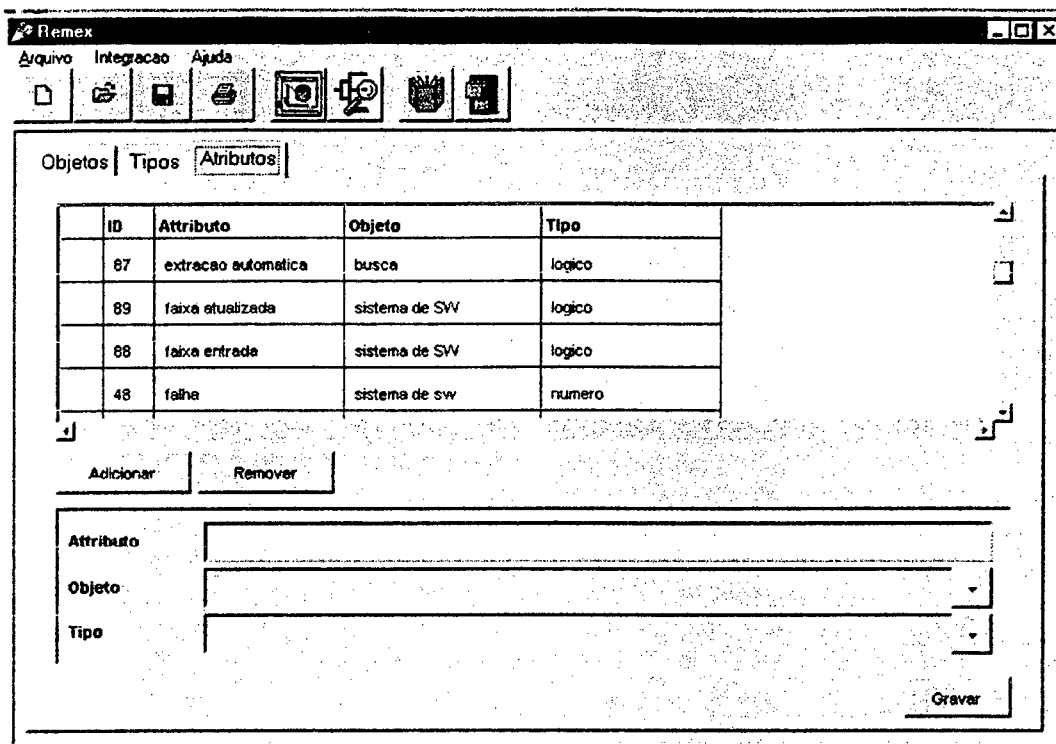 Remex
Arquivo Integracao Ajuda
Objetos Tipos Atributos
ID Attributo Objeto Tipo
87 extracao automatica busca logico
89 faixa atualizada sistema de SW logico
88 faixa entrada sistema de SW logico
48 falha sistema de sw numero
Adicionar Remover
Attributo
Objeto
Tipo
Gravar